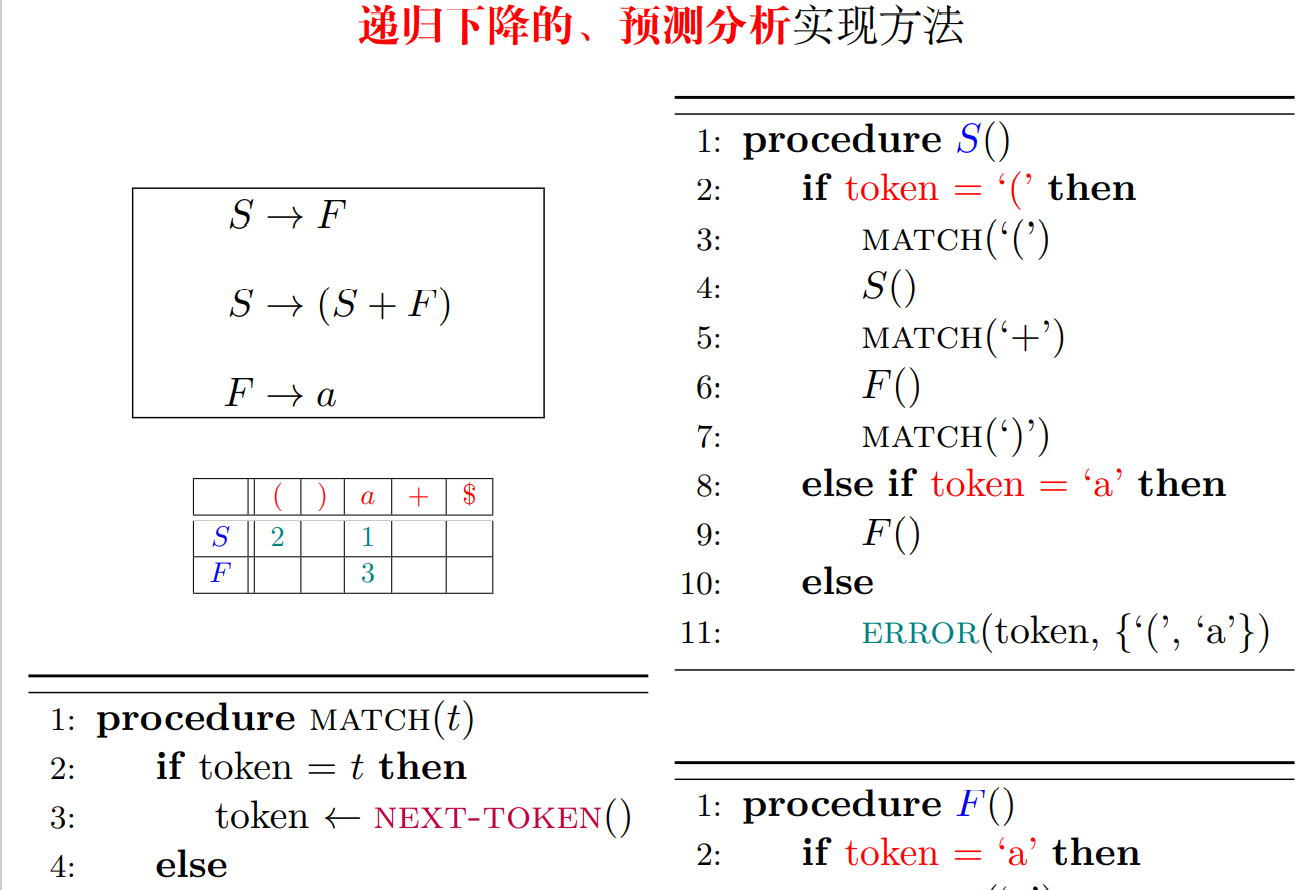 递归下降的、预测分析实现方法
S → F
S → (S + F)
F → a
( ) a + $
S 2 1
F 3
1: procedure MATCH(t)
2: if token = t then
3: token ← NEXT-TOKEN()
4: else
1: procedure S()
2: if token = ‘(’ then
3: MATCH(‘(’)
4: S()
5: MATCH(‘+’)
6: F()
7: MATCH(‘)’)
8: else if token = ‘a’ then
9: F()
10: else
11: ERROR(token, {‘(’, ‘a’})
1: procedure F()
2: if token = ‘a’ then